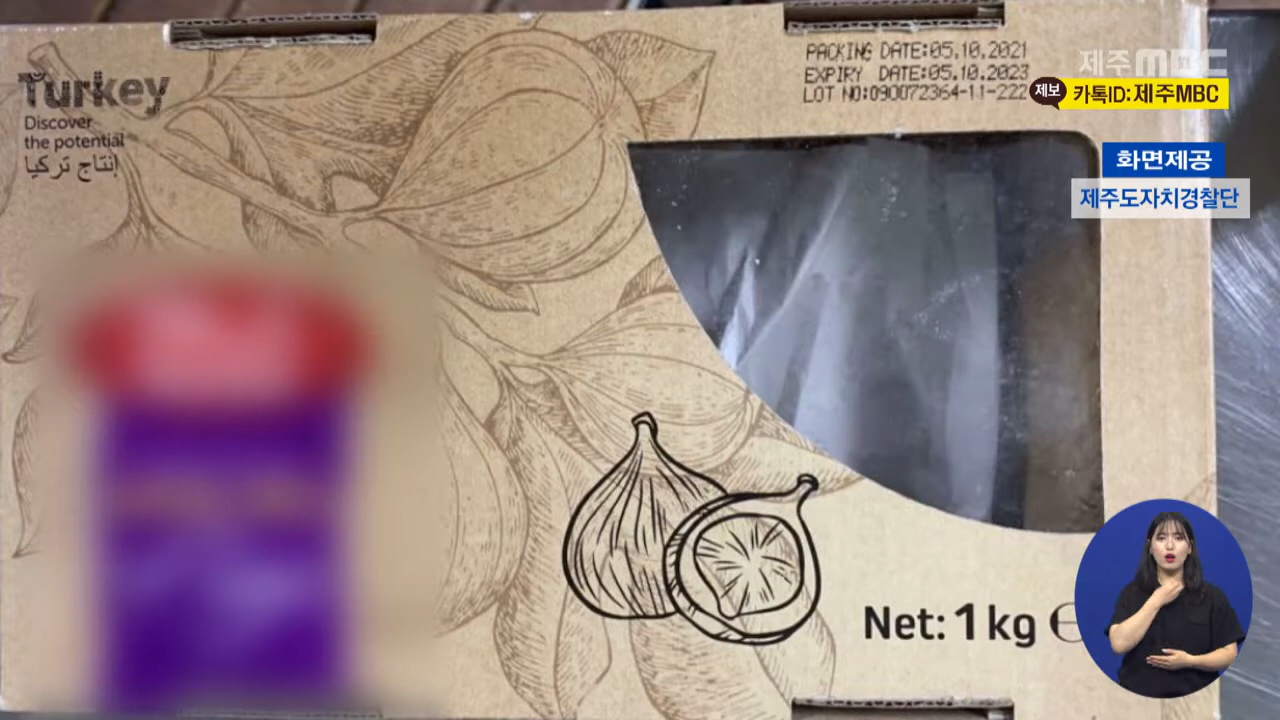 Turkey
Discover
the potential
إنتاج تركيا
PACKING DATE:05.10.2021
EXPIRY DATE:05.10.2023
LOT NO:090072364-11-222
제주MBC
제보 카톡ID:제주MBC
화면제공
제주도자치경찰단
Net: 1 kg e